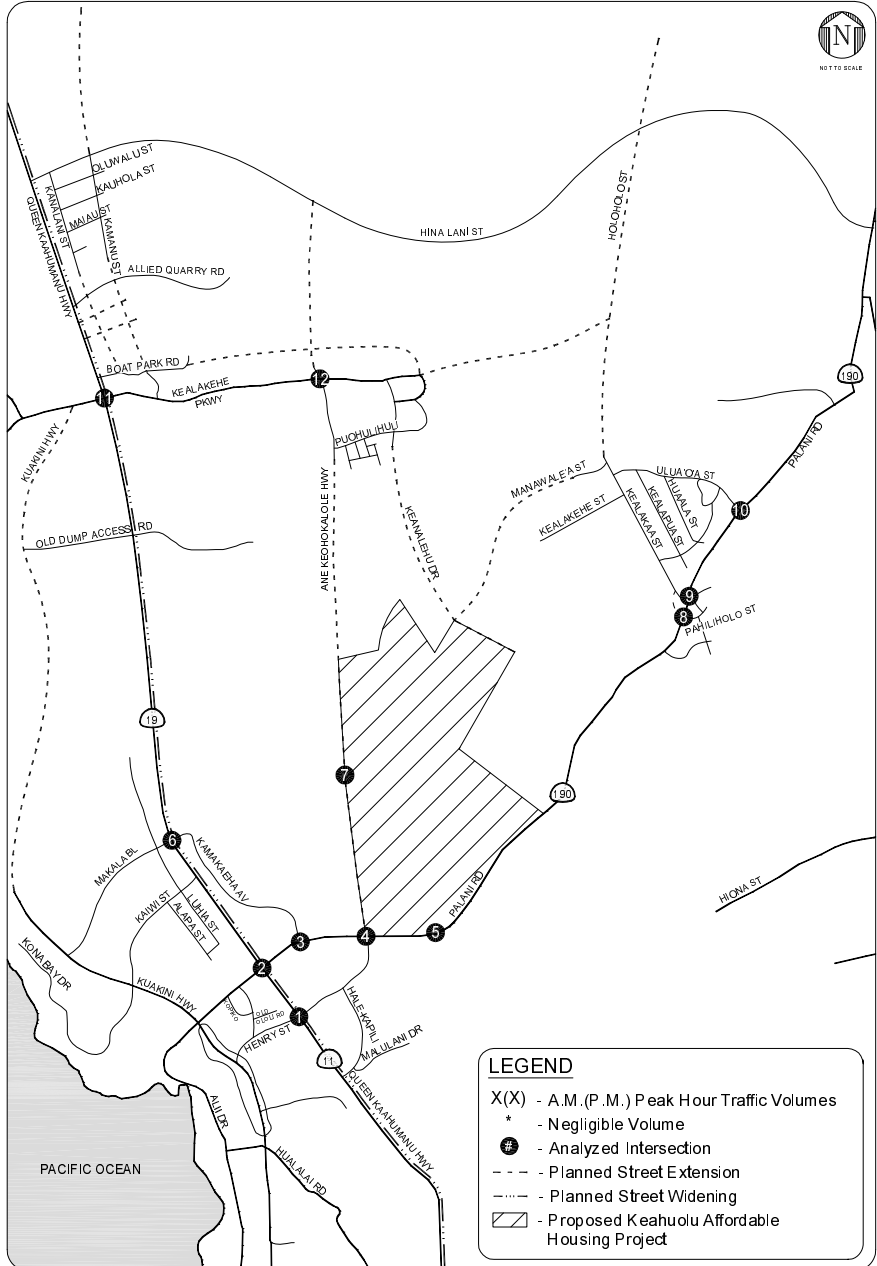 N
NOT TO SCALE
OLUWALU ST
KAUHOLA ST
MAIAU ST
KANALANI ST
KAMANU ST
QUEEN KAAHUMANU HWY
HINA LANI ST
HOLOHOLO ST
ALLIED QUARRY RD
BOAT PARK RD
KEALAKEHE
PKWY
11
12
190
PUOHULIHULI
KUAKINI HWY
PALANI RD
MANAWALE'A ST
ULUA'O'A ST
HUAALA ST
KEALAPUA ST
KEALAKAA ST
KEALAKEHE ST
10
OLD DUMP ACCESS RD
ANE KEOHOKALOLE HWY
KEANALEHU DR
9
8
PAHILIHOLO ST
19
7
190
6
MAKALA BL
KAMAKAEHA AV
KAIWI ST
LUHIA ST
ALAPA ST
PALANI RD
HIONA ST
3
4
5
2
KONA BAY DR
KUAKINI HWY
KOPIKO
OLD
OLOLI RD
1
HENRY ST
HALE-KAPILI
MALULANI DR
11
QUEEN KAAHUMANU HWY
ALII DR
HUALALAI RD
PACIFIC OCEAN
LEGEND
X(X) - A.M.(P.M.) Peak Hour Traffic Volumes
* - Negligible Volume
# - Analyzed Intersection
- Planned Street Extension
- Planned Street Widening
- Proposed Keahuolu Affordable
Housing Project